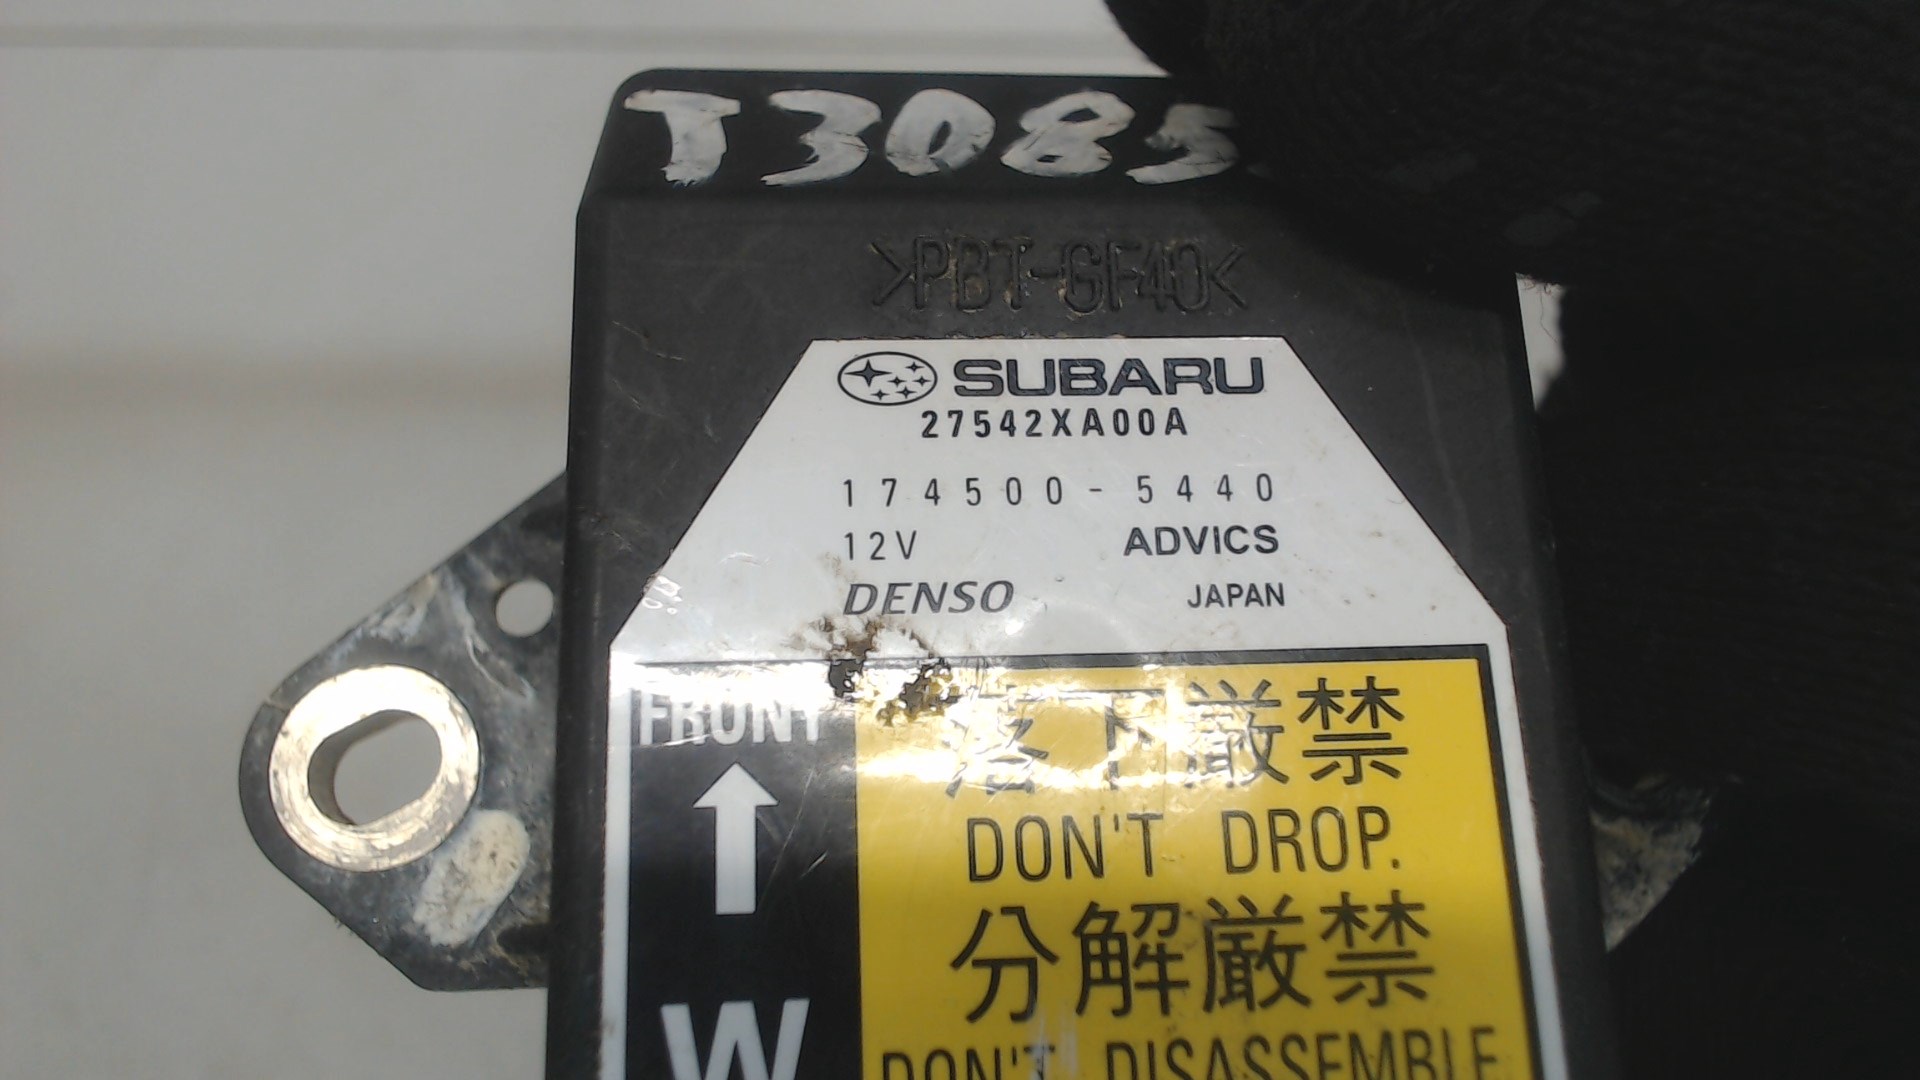 T3085
>PBT-GF40<
SUBARU
27542XA00A
174500-5440
12V ADVICS
DENSO JAPAN
FRONT
落下厳禁
DON'T DROP.
分解厳禁
W
DON'T DISASSEMBLE